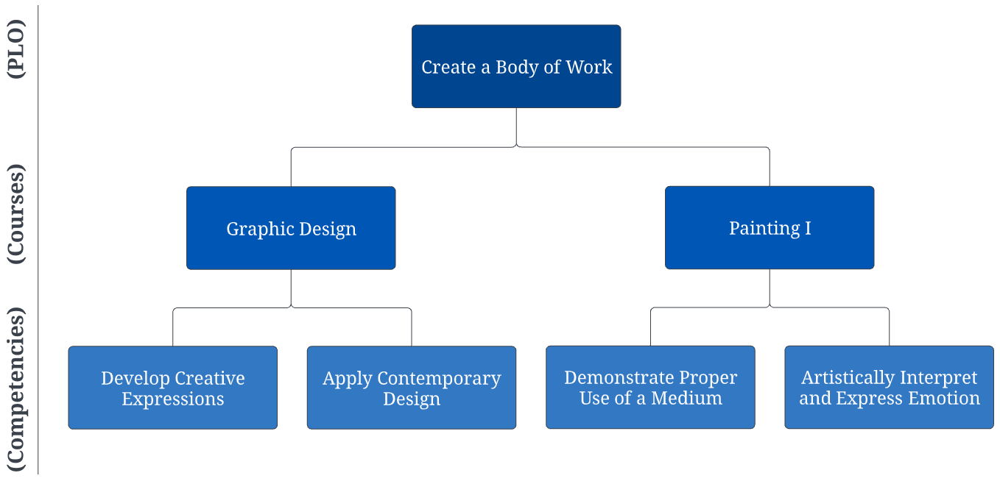 (PLO)
Create a Body of Work
(Courses)
Graphic Design
Painting I
(Competencies)
Develop Creative
Expressions
Apply Contemporary
Design
Demonstrate Proper
Use of a Medium
Artistically Interpret
and Express Emotion